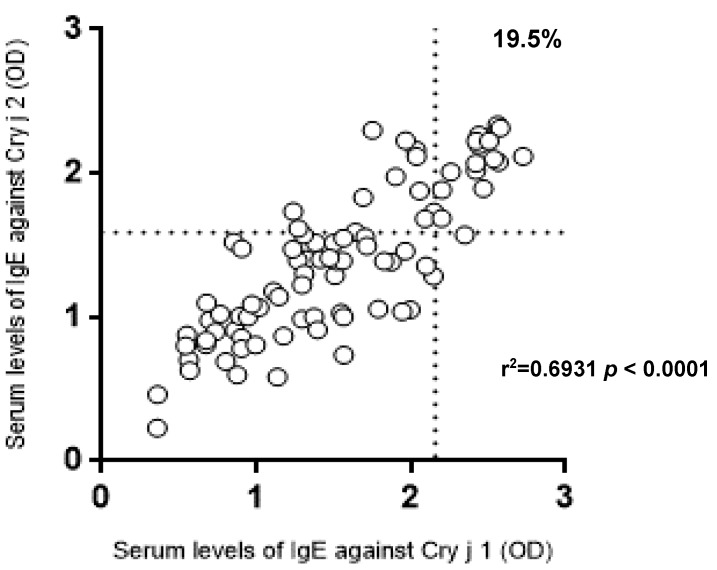 3
19.5%
2
1
0
r²=0.6931 p < 0.0001
0 1 2 3
Serum levels of IgE against Cry j 2 (OD)
Serum levels of IgE against Cry j 1 (OD)